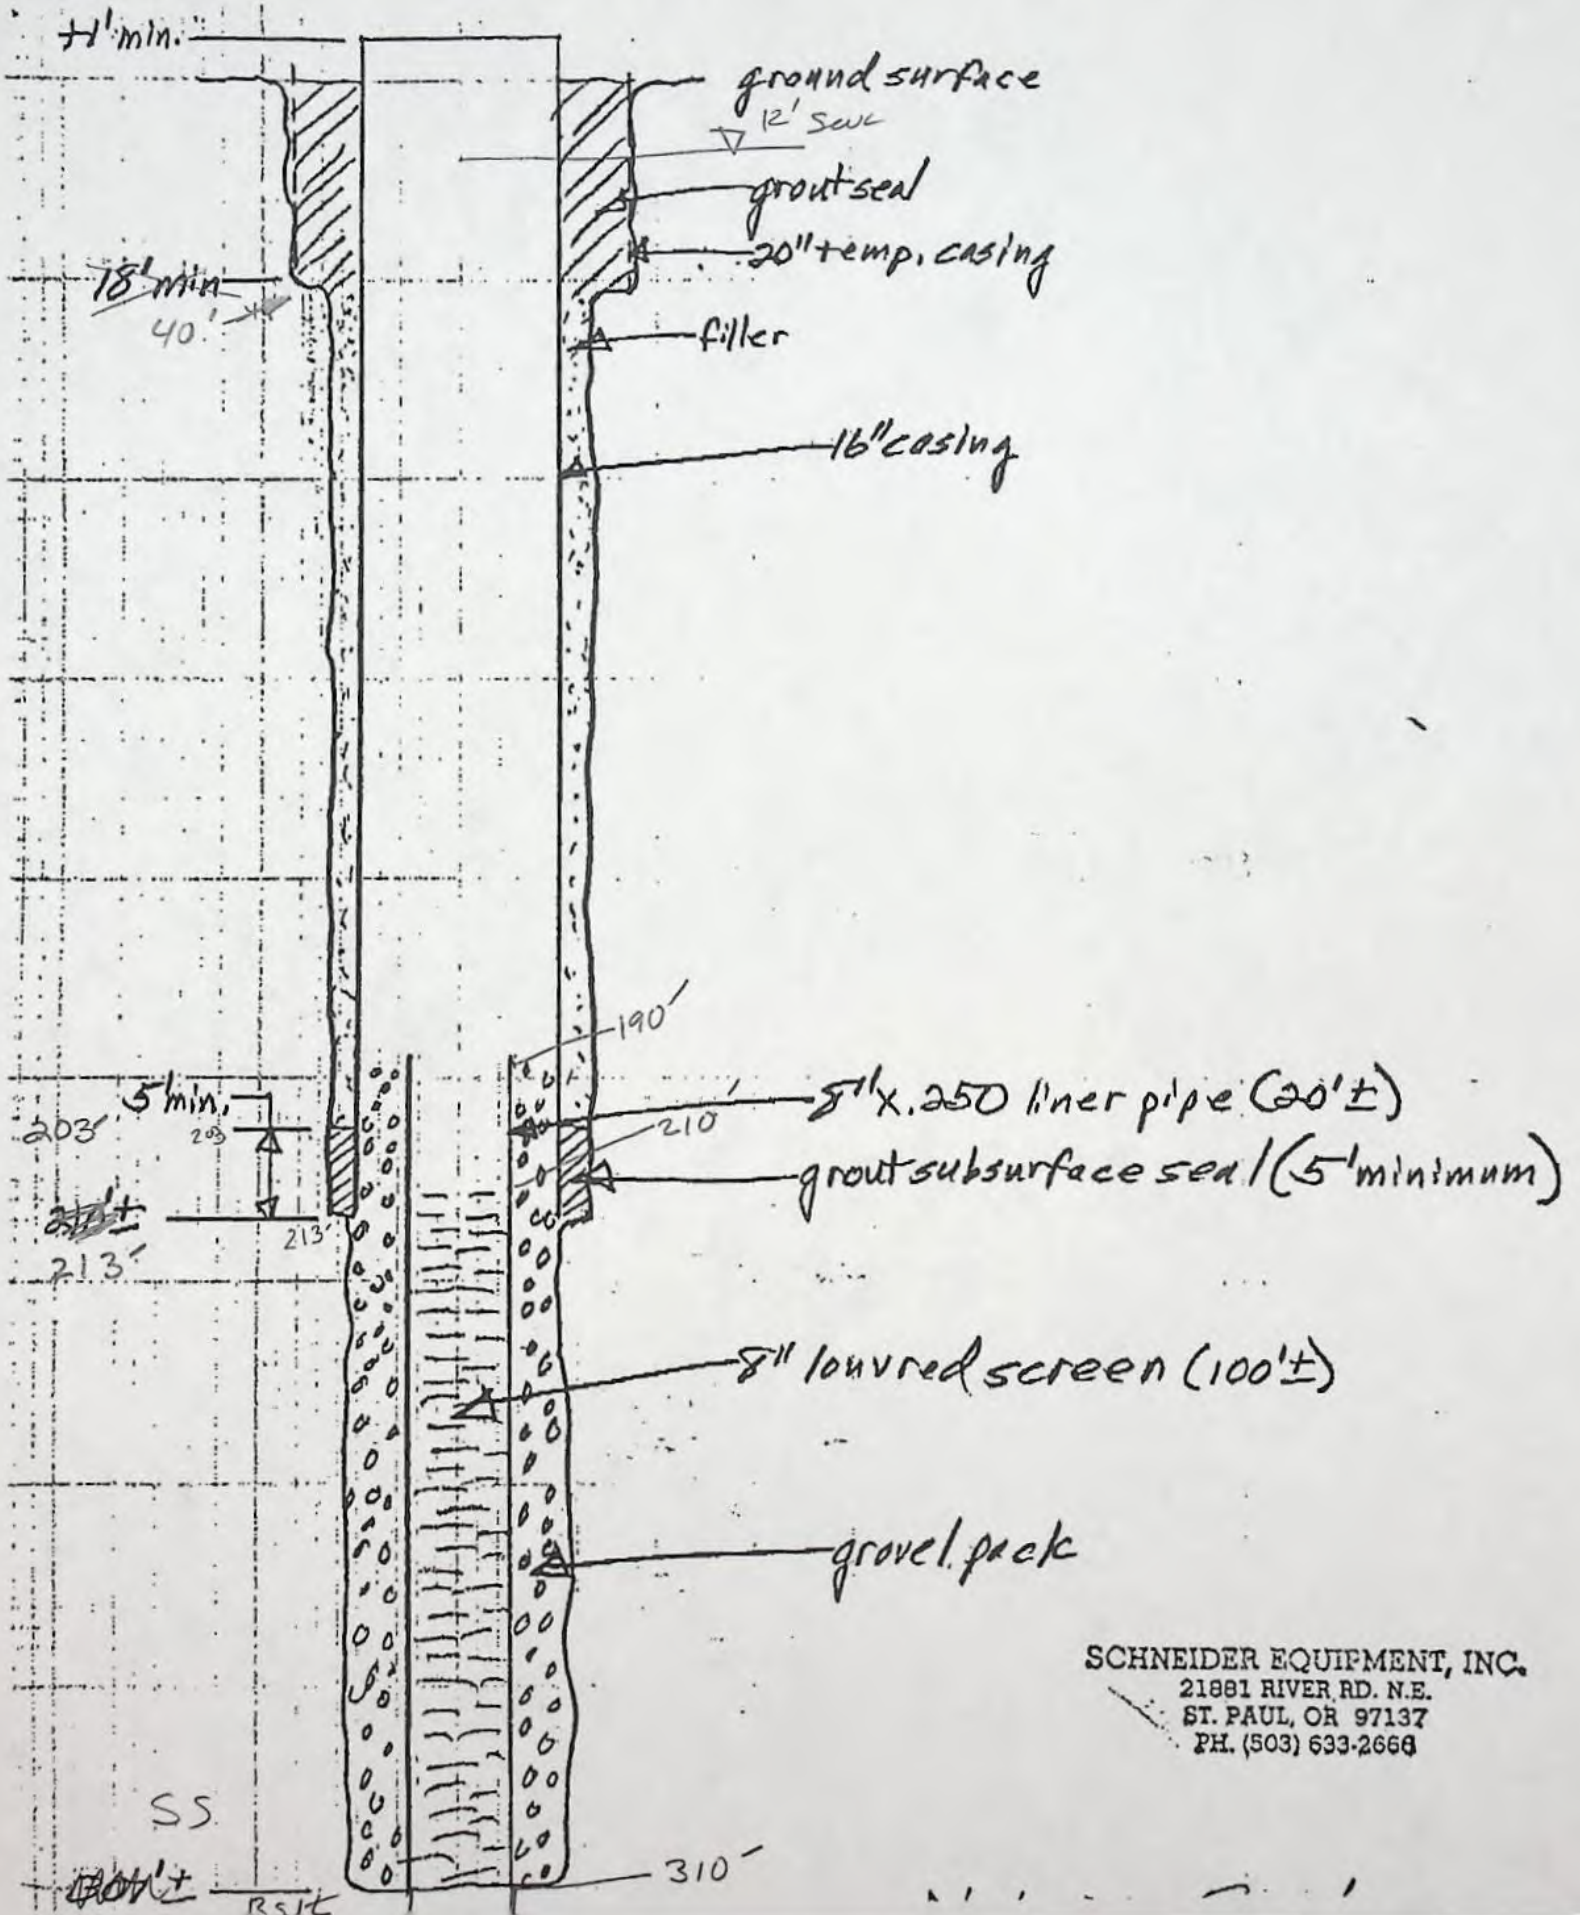 +1' min.
ground surface
12' SWL
grout seal
20" temp. casing
18' min
40'
filler
16" casing
190'
5' min.
203'
203
8" x .250 liner pipe (20'±)
210'
grout subsurface seal (5' minimum)
213'
213'
8" louvred screen (100'±)
gravel pack
SCHNEIDER EQUIPMENT, INC.
21881 RIVER RD. N.E.
ST. PAUL, OR 97137
PH. (503) 633-2666
SS
310'